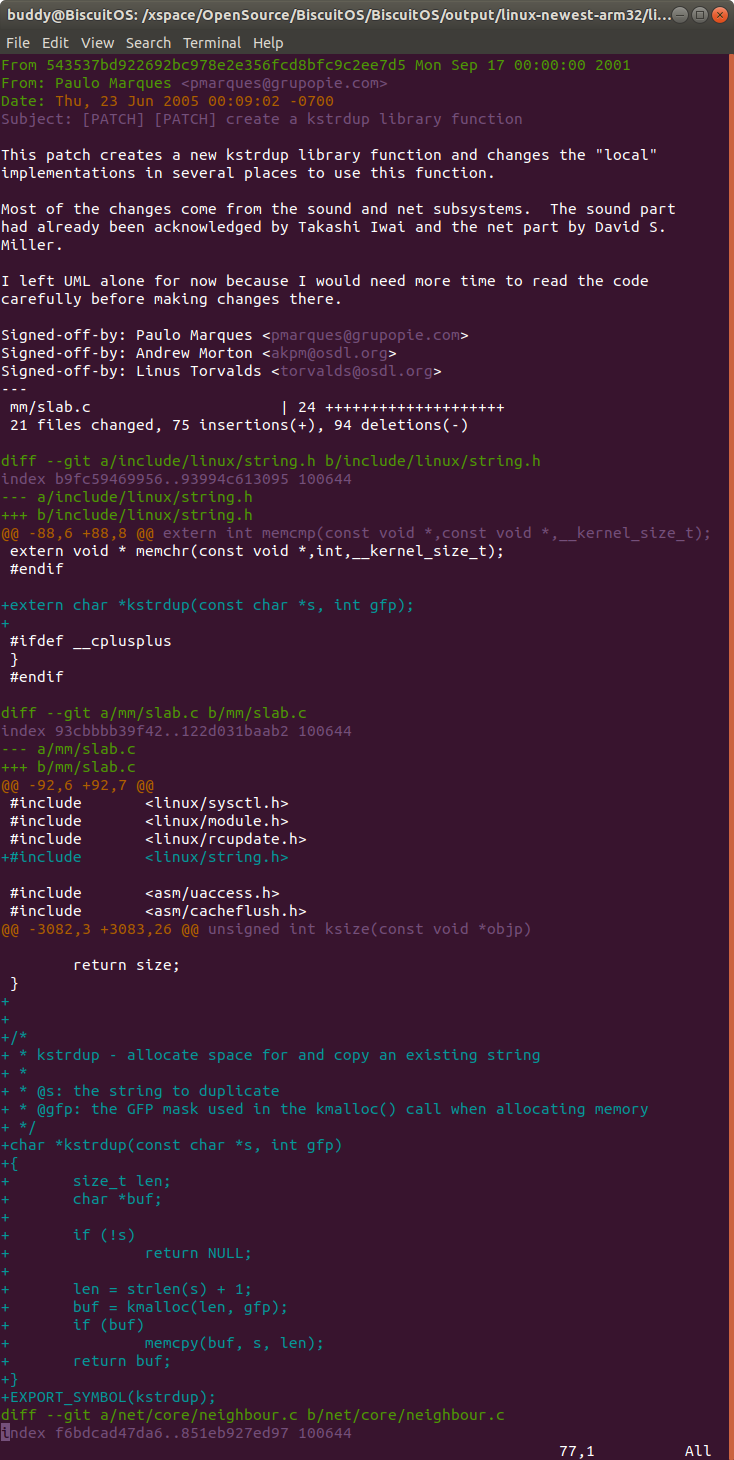 buddy@BiscuitOS: /xspace/OpenSource/BiscuitOS/BiscuitOS/output/linux-newest-arm32/li...
File Edit View Search Terminal Help
From 543537bd922692bc978e2e356fcd8bfc9c2ee7d5 Mon Sep 17 00:00:00 2001
From: Paulo Marques <pmarques@grupopie.com>
Date: Thu, 23 Jun 2005 00:09:02 -0700
Subject: [PATCH] [PATCH] create a kstrdup library function

This patch creates a new kstrdup library function and changes the "local"
implementations in several places to use this function.

Most of the changes come from the sound and net subsystems.  The sound part
had already been acknowledged by Takashi Iwai and the net part by David S.
Miller.

I left UML alone for now because I would need more time to read the code
carefully before making changes there.

Signed-off-by: Paulo Marques <pmarques@grupopie.com>
Signed-off-by: Andrew Morton <akpm@osdl.org>
Signed-off-by: Linus Torvalds <torvalds@osdl.org>
---
 mm/slab.c                     | 24 ++++++++++++++++++++
 21 files changed, 75 insertions(+), 94 deletions(-)

diff --git a/include/linux/string.h b/include/linux/string.h
index b9fc59469956..93994c613095 100644
--- a/include/linux/string.h
+++ b/include/linux/string.h
@@ -88,6 +88,8 @@ extern int memcmp(const void *,const void *,__kernel_size_t);
 extern void * memchr(const void *,int,__kernel_size_t);
 #endif

+extern char *kstrdup(const char *s, int gfp);
+
 #ifdef __cplusplus
 }
 #endif

diff --git a/mm/slab.c b/mm/slab.c
index 93cbbbb39f42..122d031baab2 100644
--- a/mm/slab.c
+++ b/mm/slab.c
@@ -92,6 +92,7 @@
 #include       <linux/sysctl.h>
 #include       <linux/module.h>
 #include       <linux/rcupdate.h>
+#include       <linux/string.h>

 #include       <asm/uaccess.h>
 #include       <asm/cacheflush.h>
@@ -3082,3 +3083,26 @@ unsigned int ksize(const void *objp)

        return size;
 }
+
+
+/*
+ * kstrdup - allocate space for and copy an existing string
+ *
+ * @s: the string to duplicate
+ * @gfp: the GFP mask used in the kmalloc() call when allocating memory
+ */
+char *kstrdup(const char *s, int gfp)
+{
+       size_t len;
+       char *buf;
+
+       if (!s)
+               return NULL;
+
+       len = strlen(s) + 1;
+       buf = kmalloc(len, gfp);
+       if (buf)
+               memcpy(buf, s, len);
+       return buf;
+}
+EXPORT_SYMBOL(kstrdup);
diff --git a/net/core/neighbour.c b/net/core/neighbour.c
index f6bdcad47da6..851eb927ed97 100644
77,1          All